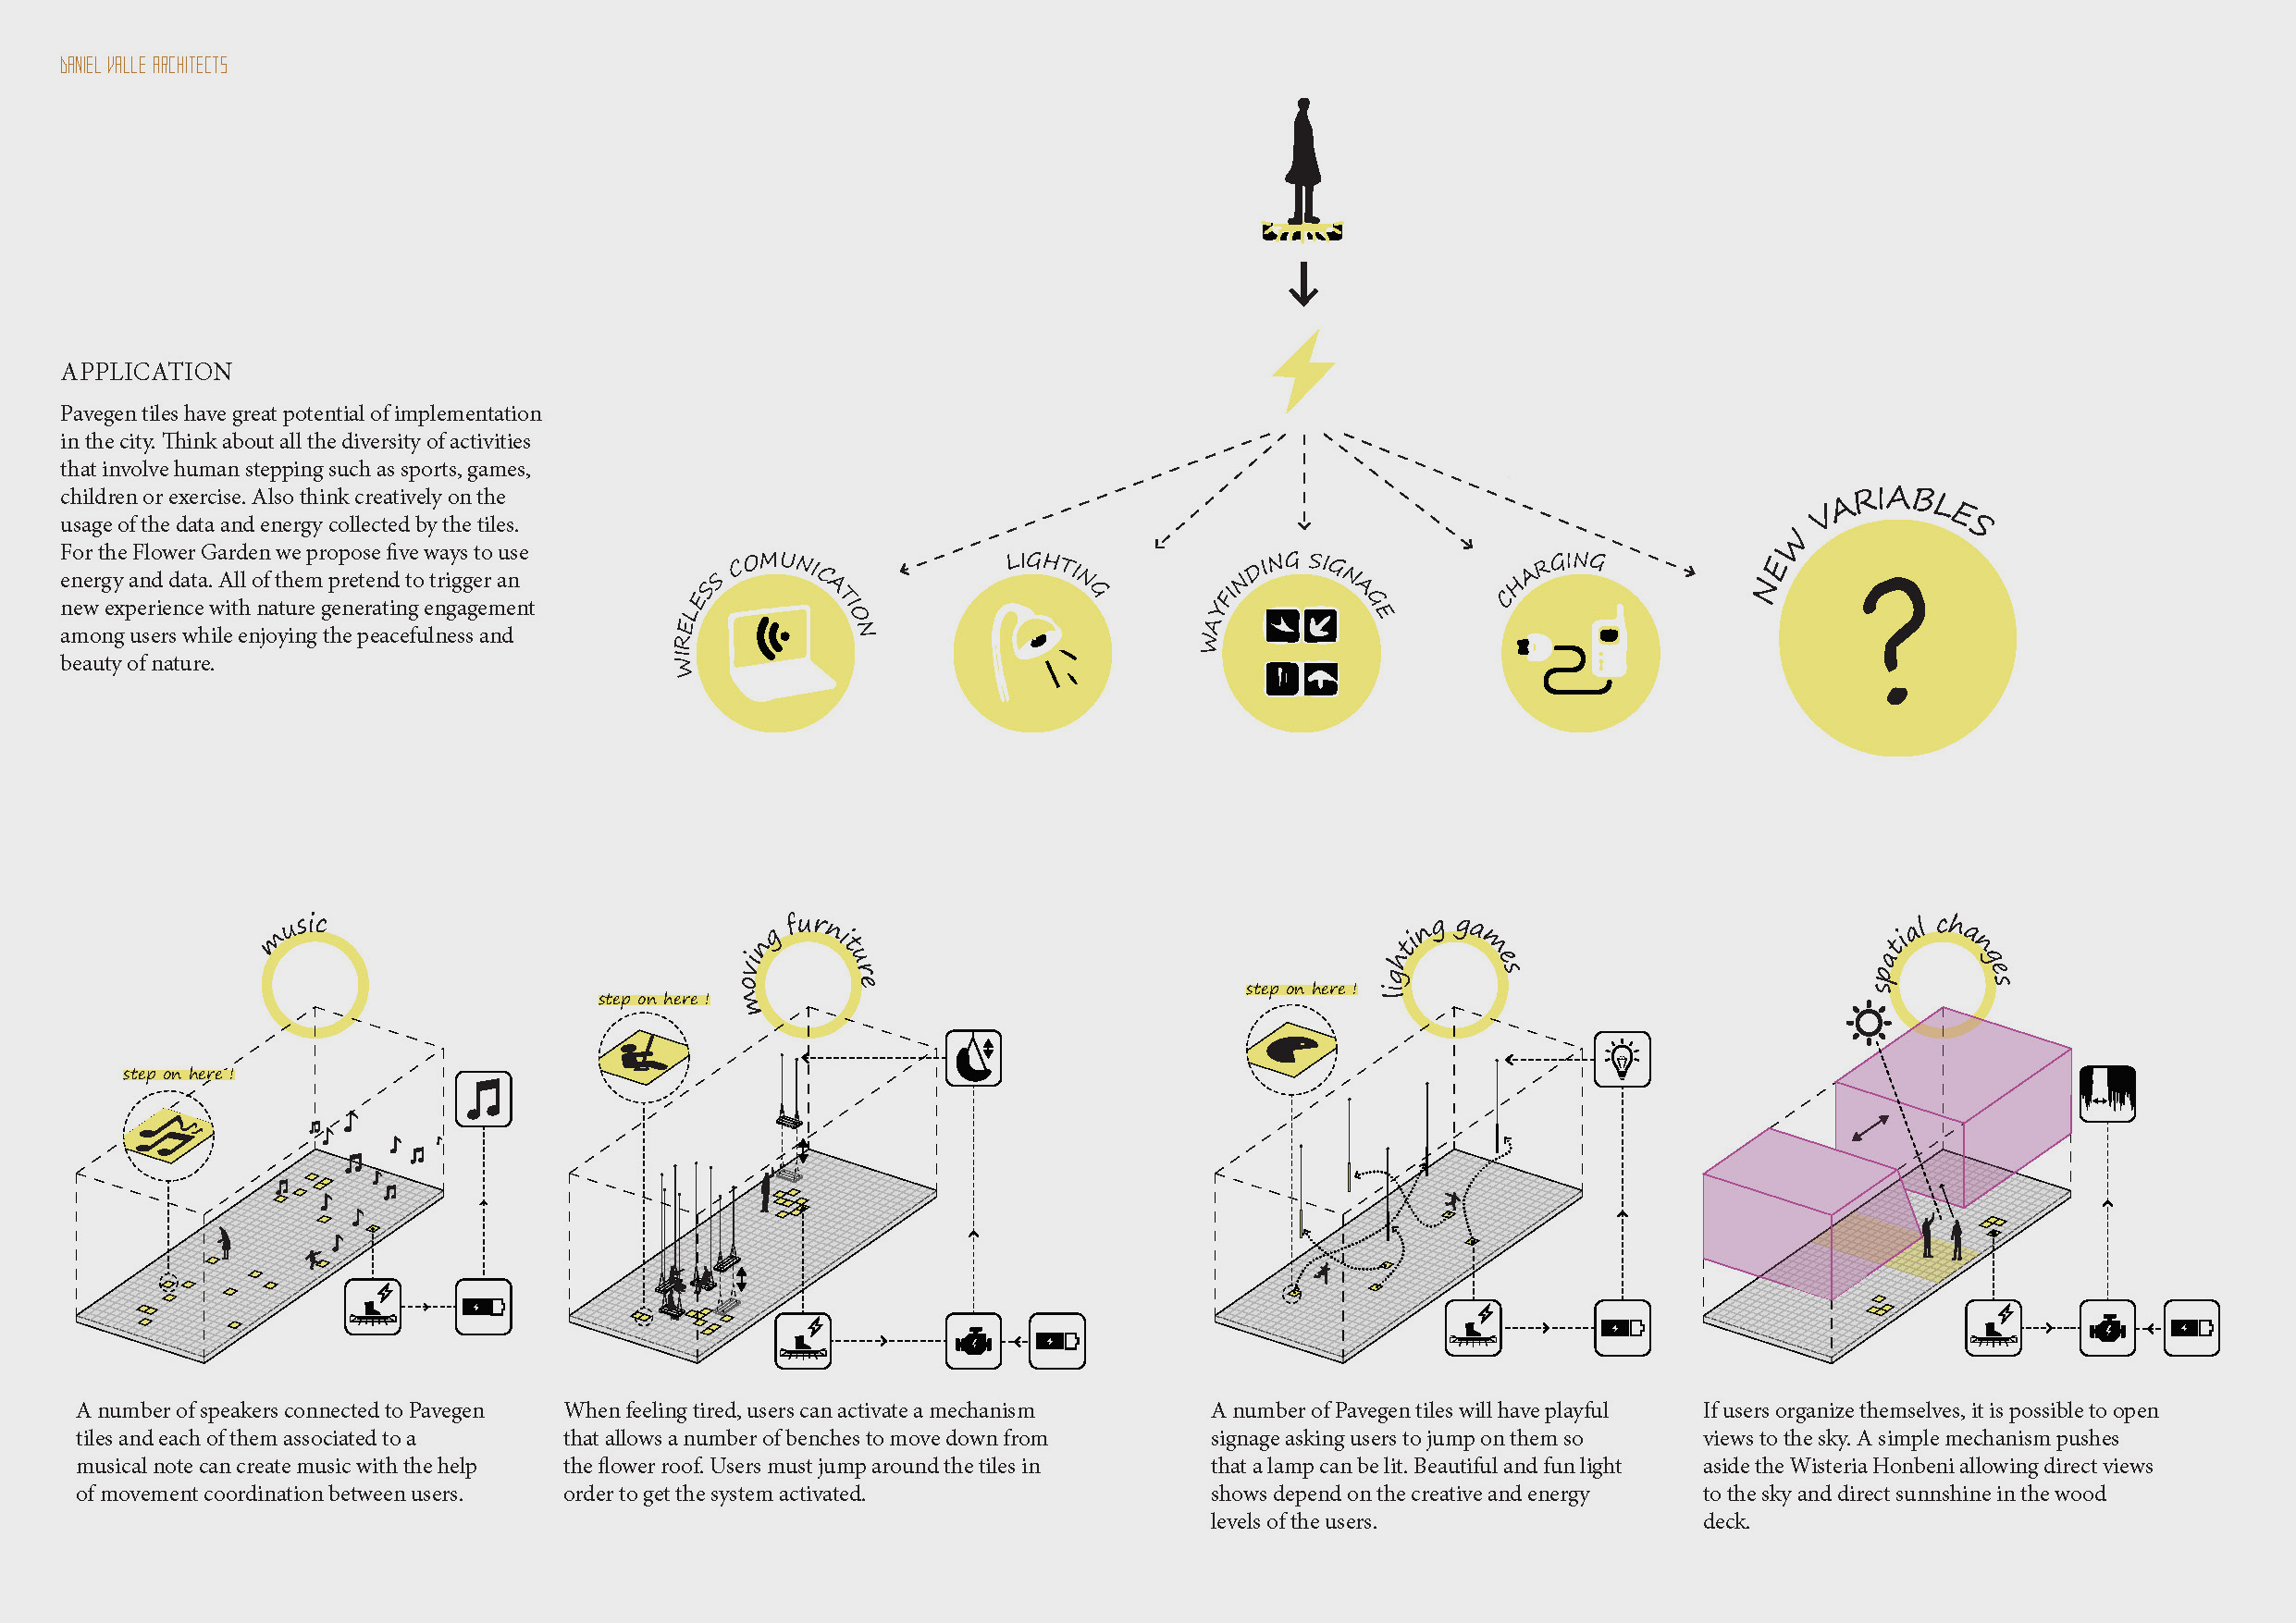 DANIEL VALLE ARCHITECTS
APPLICATION
Pavegen tiles have great potential of implementation
in the city. Think about all the diversity of activities
that involve human stepping such as sports, games,
children or exercise. Also think creatively on the
usage of the data and energy collected by the tiles.
For the Flower Garden we propose five ways to use
energy and data. All of them pretend to trigger an
new experience with nature generating engagement
among users while enjoying the peacefulness and
beauty of nature.
WIRELESS COMUNICATION
LIGHTING
WAYFINDING SIGNAGE
CHARGING
NEW VARIABLES
?
music
step on here !
A number of speakers connected to Pavegen
tiles and each of them associated to a
musical note can create music with the help
of movement coordination between users.
moving furniture
step on here !
When feeling tired, users can activate a mechanism
that allows a number of benches to move down from
the flower roof. Users must jump around the tiles in
order to get the system activated.
lighting games
step on here !
A number of Pavegen tiles will have playful
signage asking users to jump on them so
that a lamp can be lit. Beautiful and fun light
shows depend on the creative and energy
levels of the users.
spatial changes
If users organize themselves, it is possible to open
views to the sky. A simple mechanism pushes
aside the Wisteria Honbeni allowing direct views
to the sky and direct sunnshine in the wood
deck.